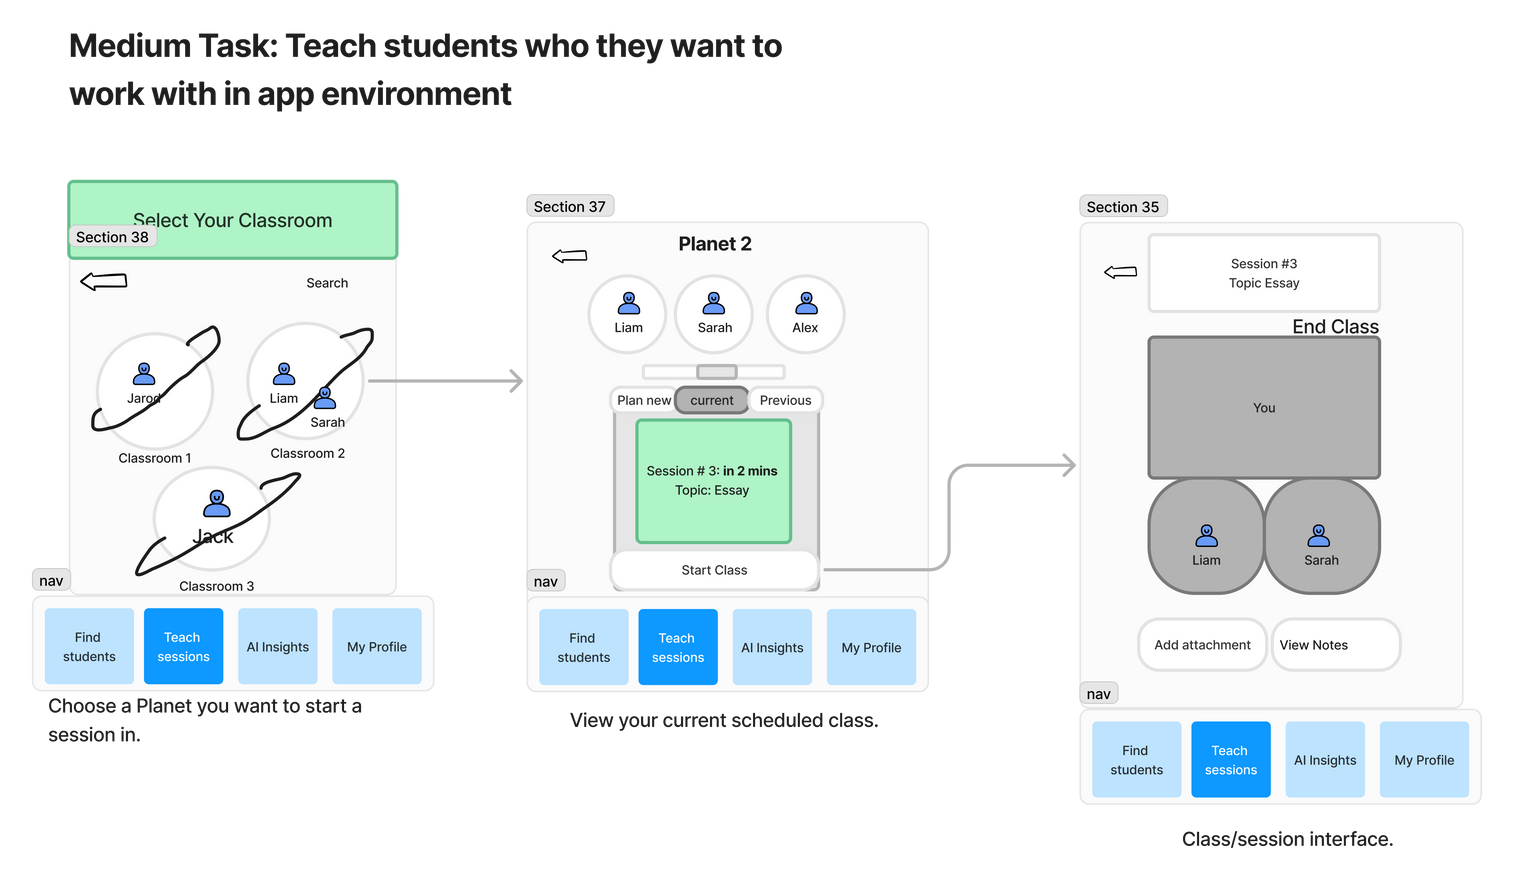 Medium Task: Teach students who they want to
work with in app environment
Select Your Classroom
Section 38
Search
Jarod
Liam
Sarah
Classroom 1
Classroom 2
Jack
Classroom 3
nav
Find
students
Teach
sessions
AI Insights
My Profile
Choose a Planet you want to start a
session in.
Section 37
Planet 2
Liam
Sarah
Alex
Plan new
current
Previous
Session # 3: in 2 mins
Topic: Essay
Start Class
nav
Find
students
Teach
sessions
AI Insights
My Profile
View your current scheduled class.
Section 35
Session #3
Topic Essay
End Class
You
Liam
Sarah
Add attachment
View Notes
nav
Find
students
Teach
sessions
AI Insights
My Profile
Class/session interface.